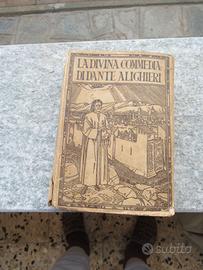 LA DIVINA COMMEDIA
DI DANTE ALIGHIERI
subito